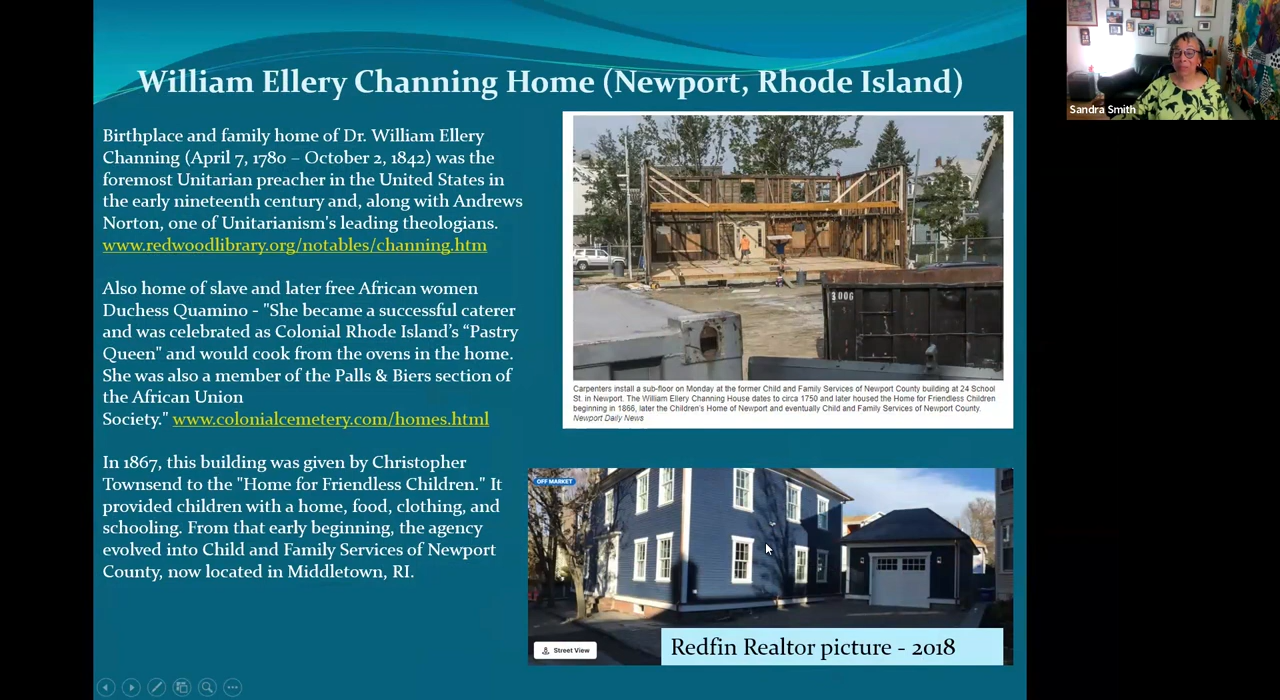 William Ellery Channing Home (Newport, Rhode Island)
Birthplace and family home of Dr. William Ellery
Channing (April 7, 1780 – October 2, 1842) was the
foremost Unitarian preacher in the United States in
the early nineteenth century and, along with Andrews
Norton, one of Unitarianism's leading theologians.
www.redwoodlibrary.org/notables/channing.htm
Also home of slave and later free African women
Duchess Quamino - "She became a successful caterer
and was celebrated as Colonial Rhode Island's “Pastry
Queen" and would cook from the ovens in the home.
She was also a member of the Palls & Biers section of
the African Union
Society." www.colonialcemetery.com/homes.html
In 1867, this building was given by Christopher
Townsend to the "Home for Friendless Children." It
provided children with a home, food, clothing, and
schooling. From that early beginning, the agency
evolved into Child and Family Services of Newport
County, now located in Middletown, RI.
3006
Carpenters install a sub-floor on Monday at the former Child and Family Services of Newport County building at 24 School
St. in Newport. The William Ellery Channing House dates to circa 1750 and later housed the Home for Friendless Children
beginning in 1866, later the Children's Home of Newport and eventually Child and Family Services of Newport County.
Newport Daily News
OFF MARKET
Street View
Redfin Realtor picture - 2018
Sandra Smith